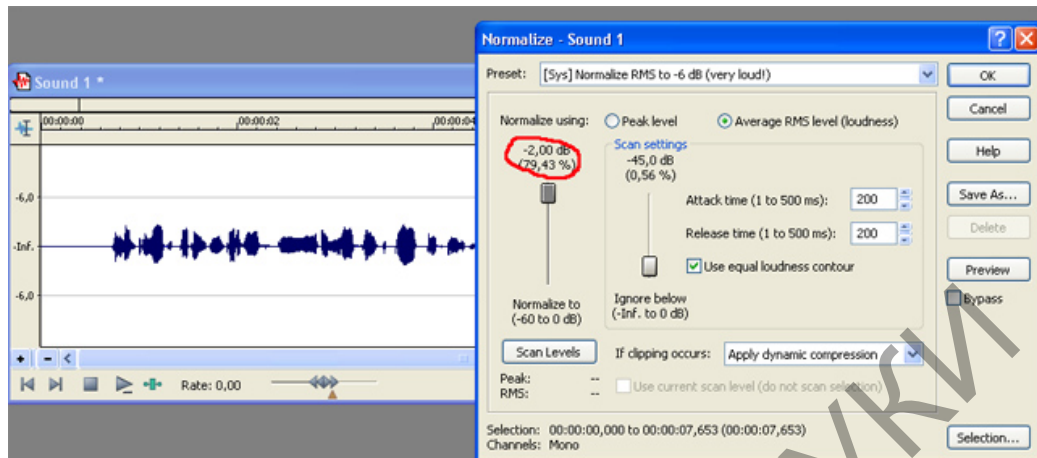 Sound 1 *
00:00:00 00:00:02 00:00:04
-6,0
-Inf.
-6,0
Rate: 0,00
Normalize - Sound 1
Preset: [Sys] Normalize RMS to -6 dB (very loud!)
OK
Cancel
Help
Save As...
Delete
Preview
Bypass
Normalize using: Peak level Average RMS level (loudness)
-2,00 dB
(79,43 %)
Normalize to
(-60 to 0 dB)
Scan settings
-45,0 dB
(0,56 %)
Attack time (1 to 500 ms): 200
Release time (1 to 500 ms): 200
Use equal loudness contour
Ignore below
(-Inf. to 0 dB)
Scan Levels
If clipping occurs: Apply dynamic compression
Peak: --
RMS: --
Use current scan level (do not scan selection)
Selection: 00:00:00,000 to 00:00:07,653 (00:00:07,653)
Channels: Mono
Selection...